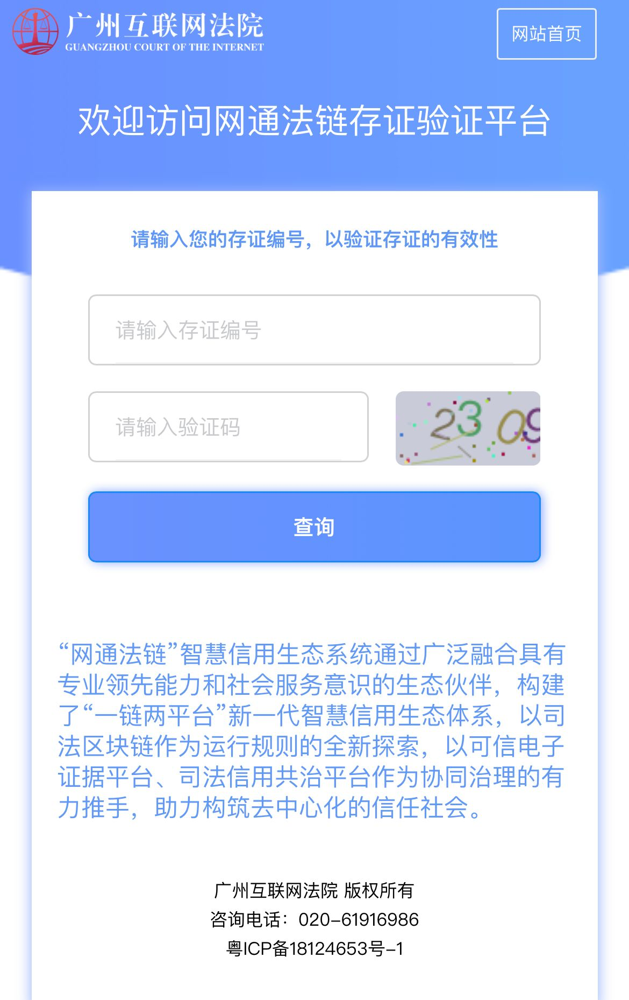 广州互联网法院
GUANGZHOU COURT OF THE INTERNET
网站首页
欢迎访问网通法链存证验证平台
请输入您的存证编号，以验证存证的有效性
请输入存证编号
请输入验证码
2309
查询
“网通法链”智慧信用生态系统通过广泛融合具有
专业领先能力和社会服务意识的生态伙伴，构建
了“一链两平台”新一代智慧信用生态体系，以司
法区块链作为运行规则的全新探索，以可信电子
证据平台、司法信用共治平台作为协同治理的有
力推手，助力构筑去中心化的信任社会。
广州互联网法院 版权所有
咨询电话：020-61916986
粤ICP备18124653号-1